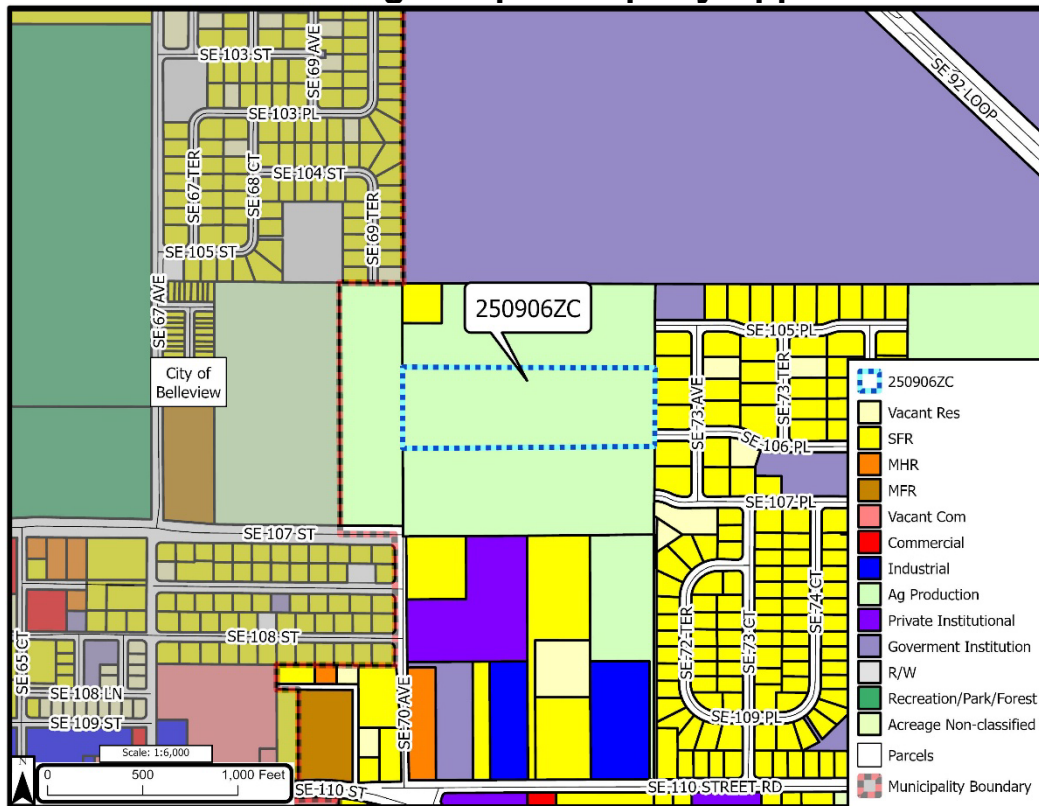 SE 103 ST
SE 69 AVE
SE 103 PL
SE 92 LOOP
SE 67 TER
SE 68 CT
SE 104 ST
SE 69 TER
SE 105 ST
SE 67 AVE
250906ZC
SE 105 PL
SE 73 TER
SE 73 AVE
City of
Belleview
SE 106 PL
SE 107 PL
SE 107 ST
SE 108 ST
SE 65 CT
SE 108 LN
SE 109 ST
SE 70 AVE
SE 72 TER
SE 73 CT
SE 74 CT
SE 109 PL
SE 110 ST
SE 110 STREET RD
Scale: 1:6,000
N
0 500 1,000 Feet
250906ZC
Vacant Res
SFR
MHR
MFR
Vacant Com
Commercial
Industrial
Ag Production
Private Institutional
Goverment Institution
R/W
Recreation/Park/Forest
Acreage Non-classified
Parcels
Municipality Boundary